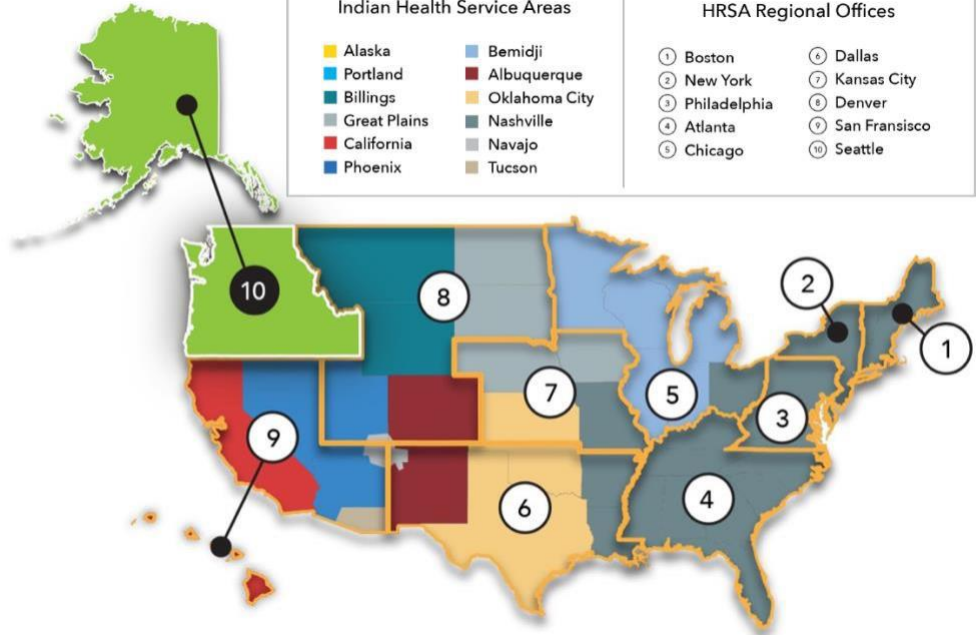 Indian Health Service Areas
Alaska
Portland
Billings
Great Plains
California
Phoenix
Bemidji
Albuquerque
Oklahoma City
Nashville
Navajo
Tucson
HRSA Regional Offices
1 Boston
2 New York
3 Philadelphia
4 Atlanta
5 Chicago
6 Dallas
7 Kansas City
8 Denver
9 San Fransisco
10 Seattle
10
8
2
1
7
5
3
9
4
6